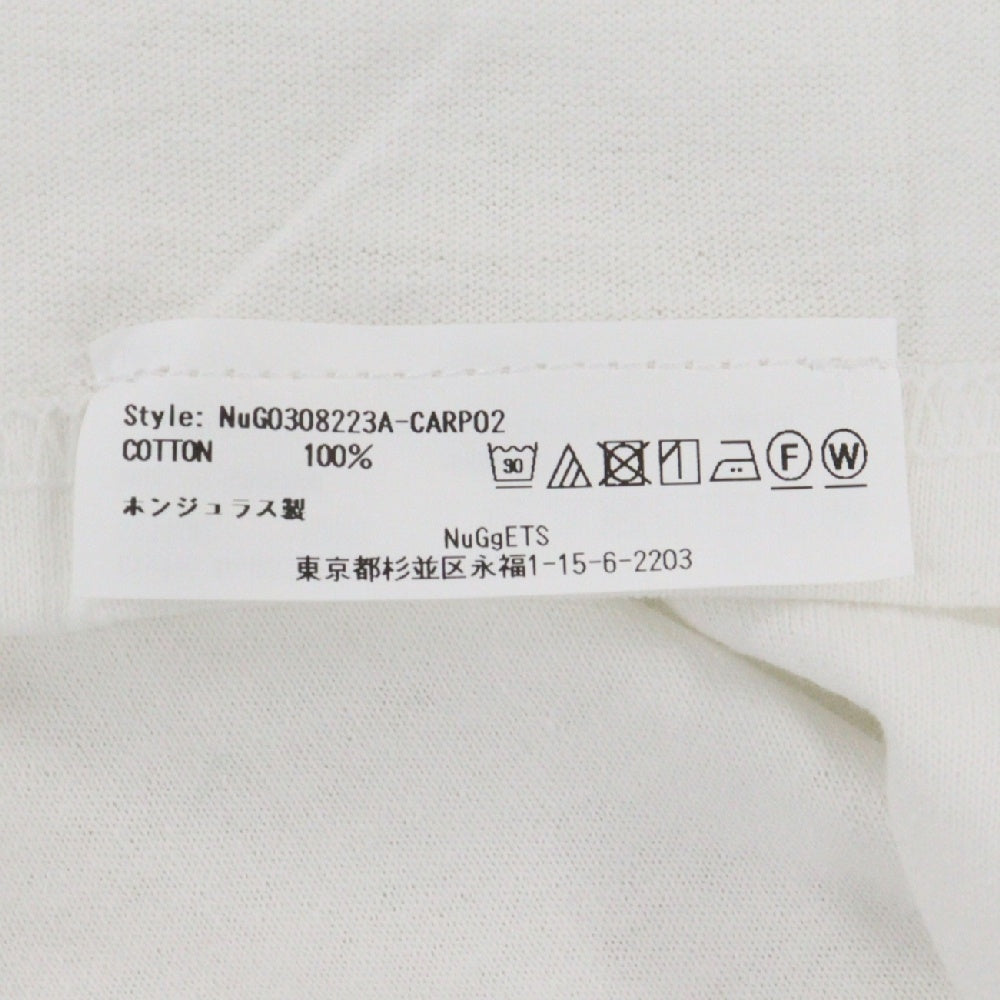 Style: NuG0308223A-CARP02
COTTON 100%
30
F
W
ホンジュラス製
NuGgETS
東京都杉並区永福1-15-6-2203